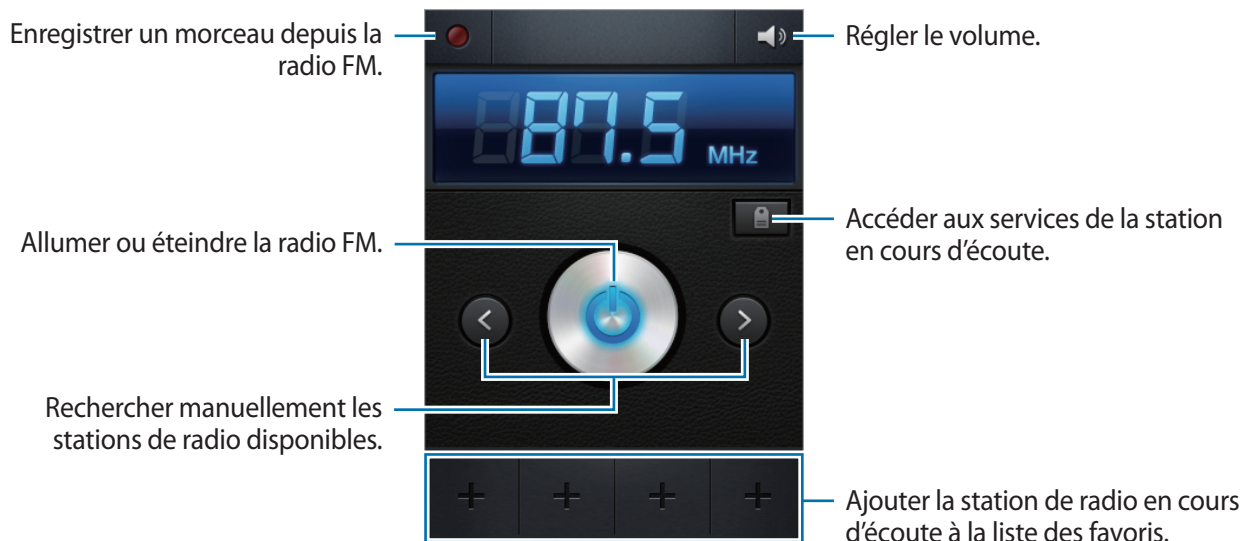 Enregistrer un morceau depuis la
radio FM.
Régler le volume.
87.5 MHz
Accéder aux services de la station
en cours d'écoute.
Allumer ou éteindre la radio FM.
Rechercher manuellement les
stations de radio disponibles.
Ajouter la station de radio en cours
d'écoute à la liste des favoris.